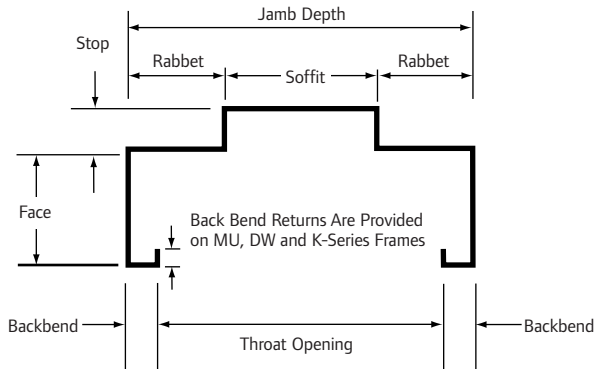 Jamb Depth
Stop
Rabbet
Soffit
Rabbet
Face
Back Bend Returns Are Provided
on MU, DW and K-Series Frames
Backbend
Throat Opening
Backbend